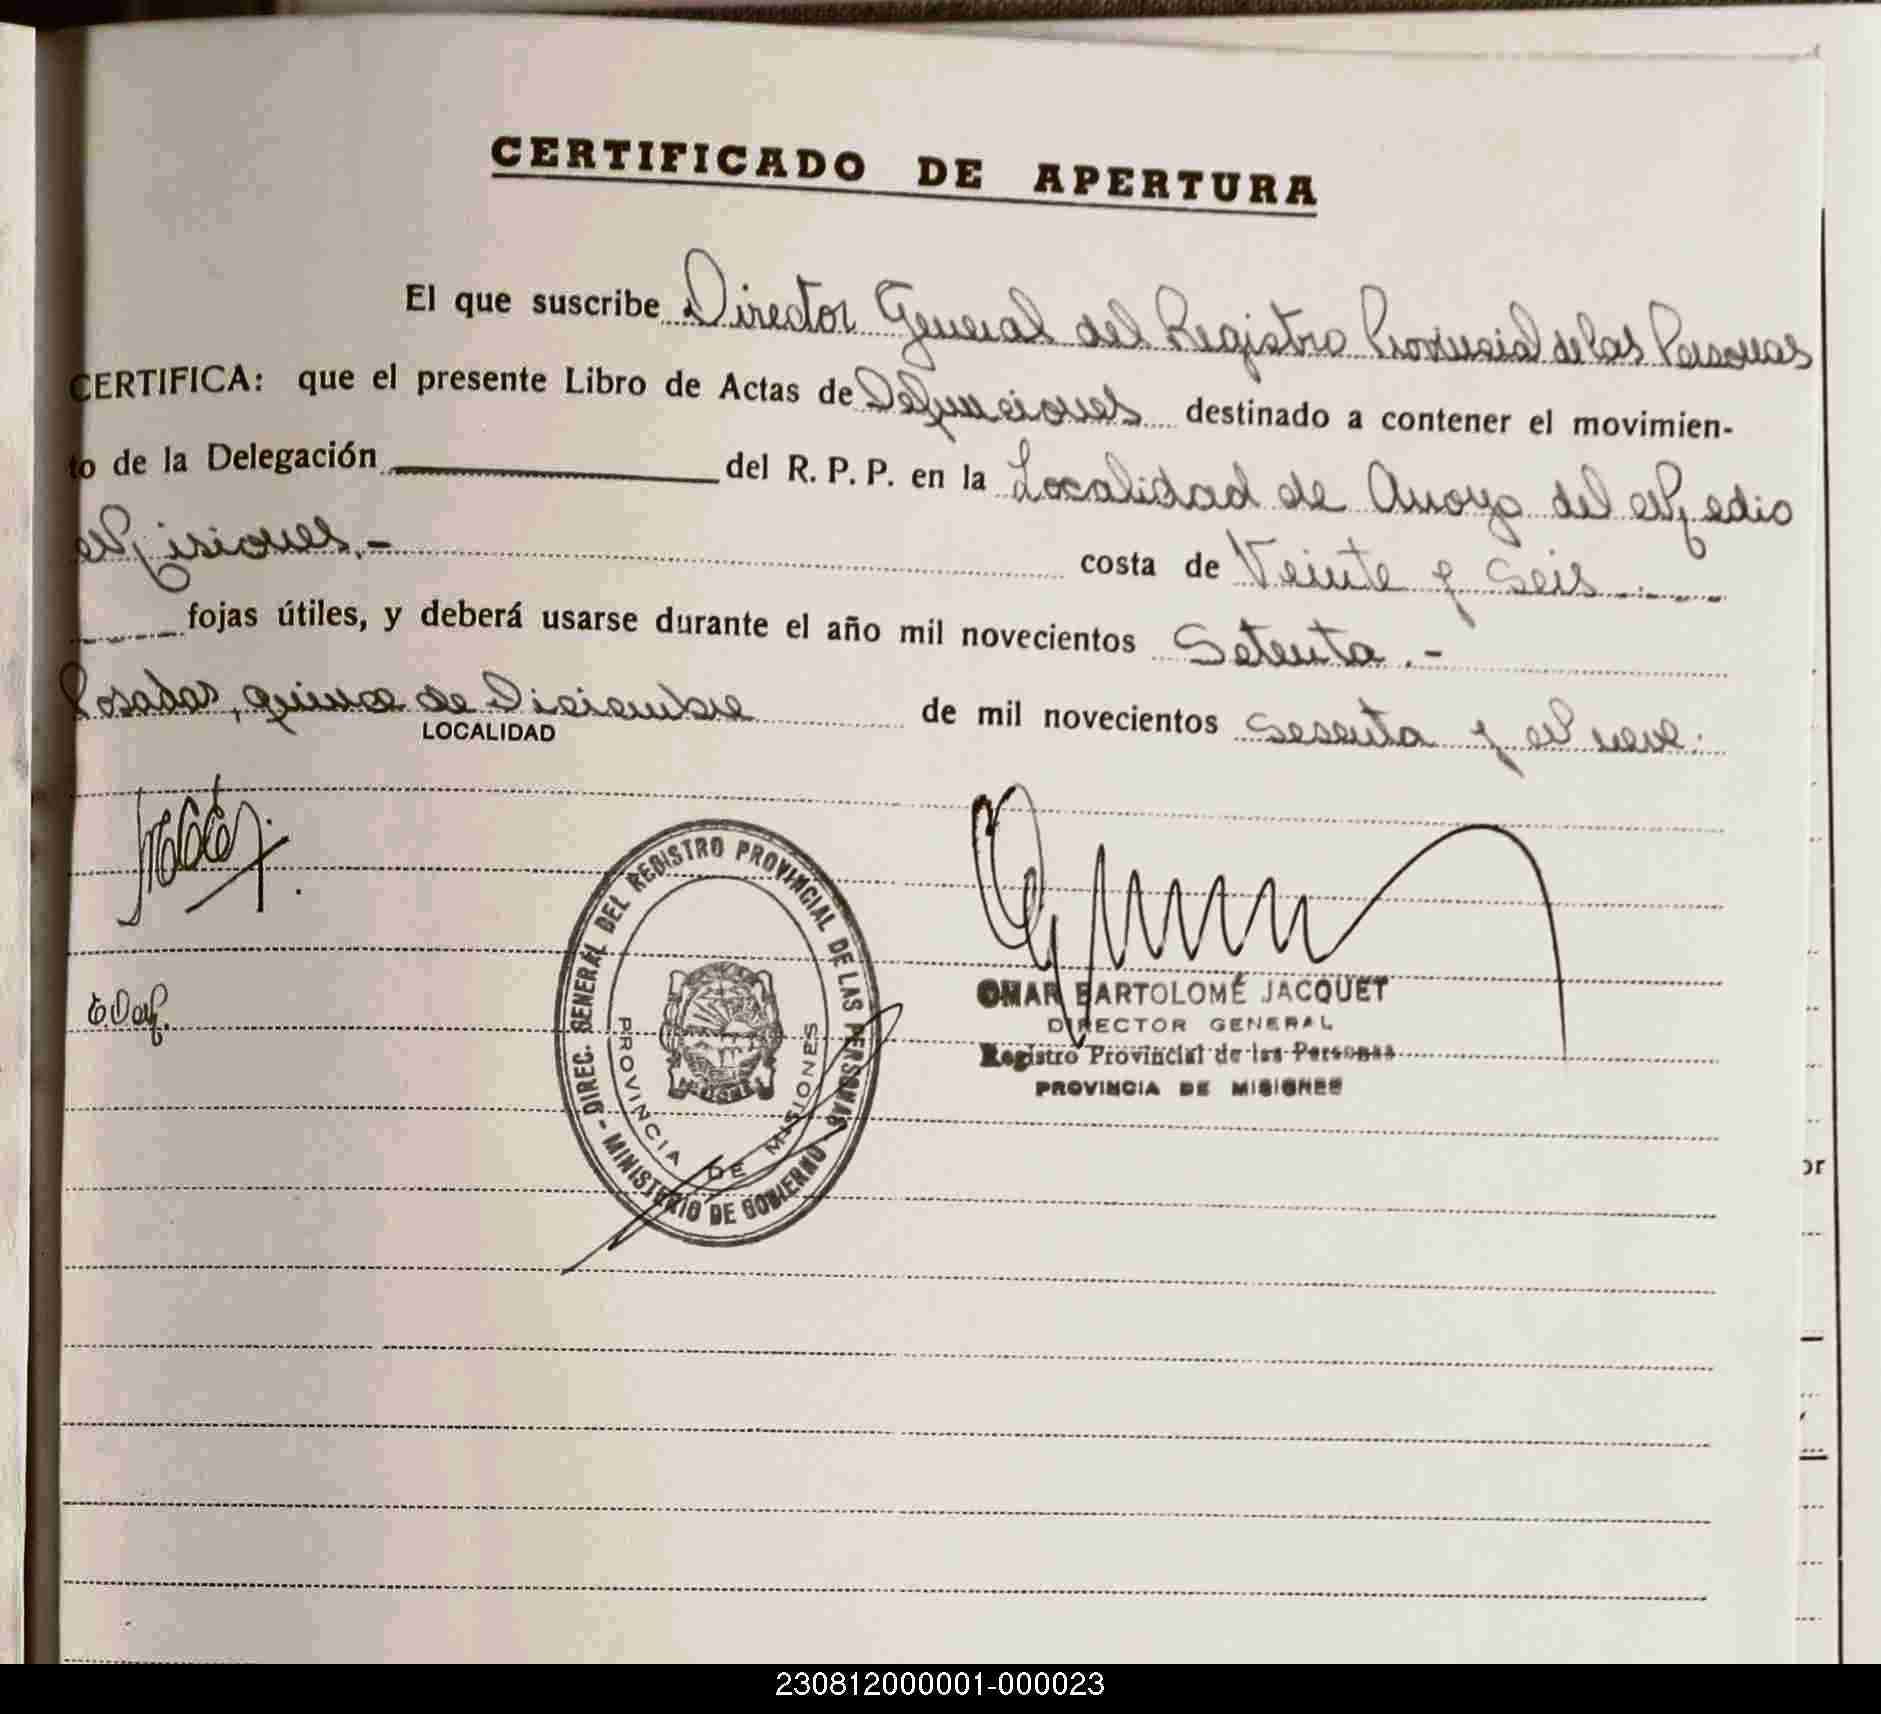 CERTIFICADO DE APERTURA
El que suscribe Director General del Registro Provincial de las Personas
CERTIFICA: que el presente Libro de Actas de Defunciones destinado a contener el movimien-
to de la Delegación del R. P. P. en la Localidad de Arroyo del Medio
Misiones.-
costa de Veinte y Seis
fojas útiles, y deberá usarse durante el año mil novecientos Setenta.-
Posadas, quince de Diciembre de mil novecientos Sesenta y Nueve.
LOCALIDAD
DIREC. GENERAL DEL REGISTRO PROVINCIAL DE LAS PERSONAS - MINISTERIO DE GOBIERNO
PROVINCIA DE MISIONES
OMAR BARTOLOMÉ JACQUET
DIRECTOR GENERAL
Registro Provincial de las Personas
PROVINCIA DE MISIONES
or
230812000001-000023